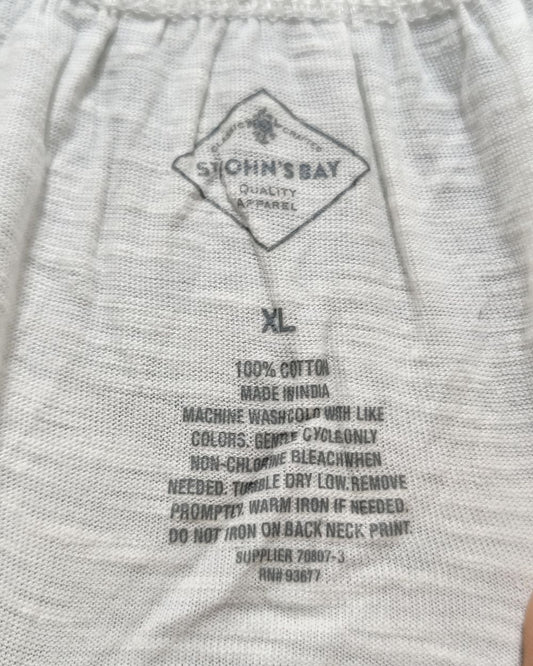 ST. JOHN'S BAY
QUALITY
APPAREL
XL
100% COTTON
MADE IN INDIA
MACHINE WASH COLD WITH LIKE
COLORS. GENTLE CYCLE. ONLY
NON-CHLORINE BLEACH WHEN
NEEDED. TUMBLE DRY LOW. REMOVE
PROMPTLY. WARM IRON IF NEEDED.
DO NOT IRON ON BACK NECK PRINT.
SUPPLIER 70807-3
RN# 93677